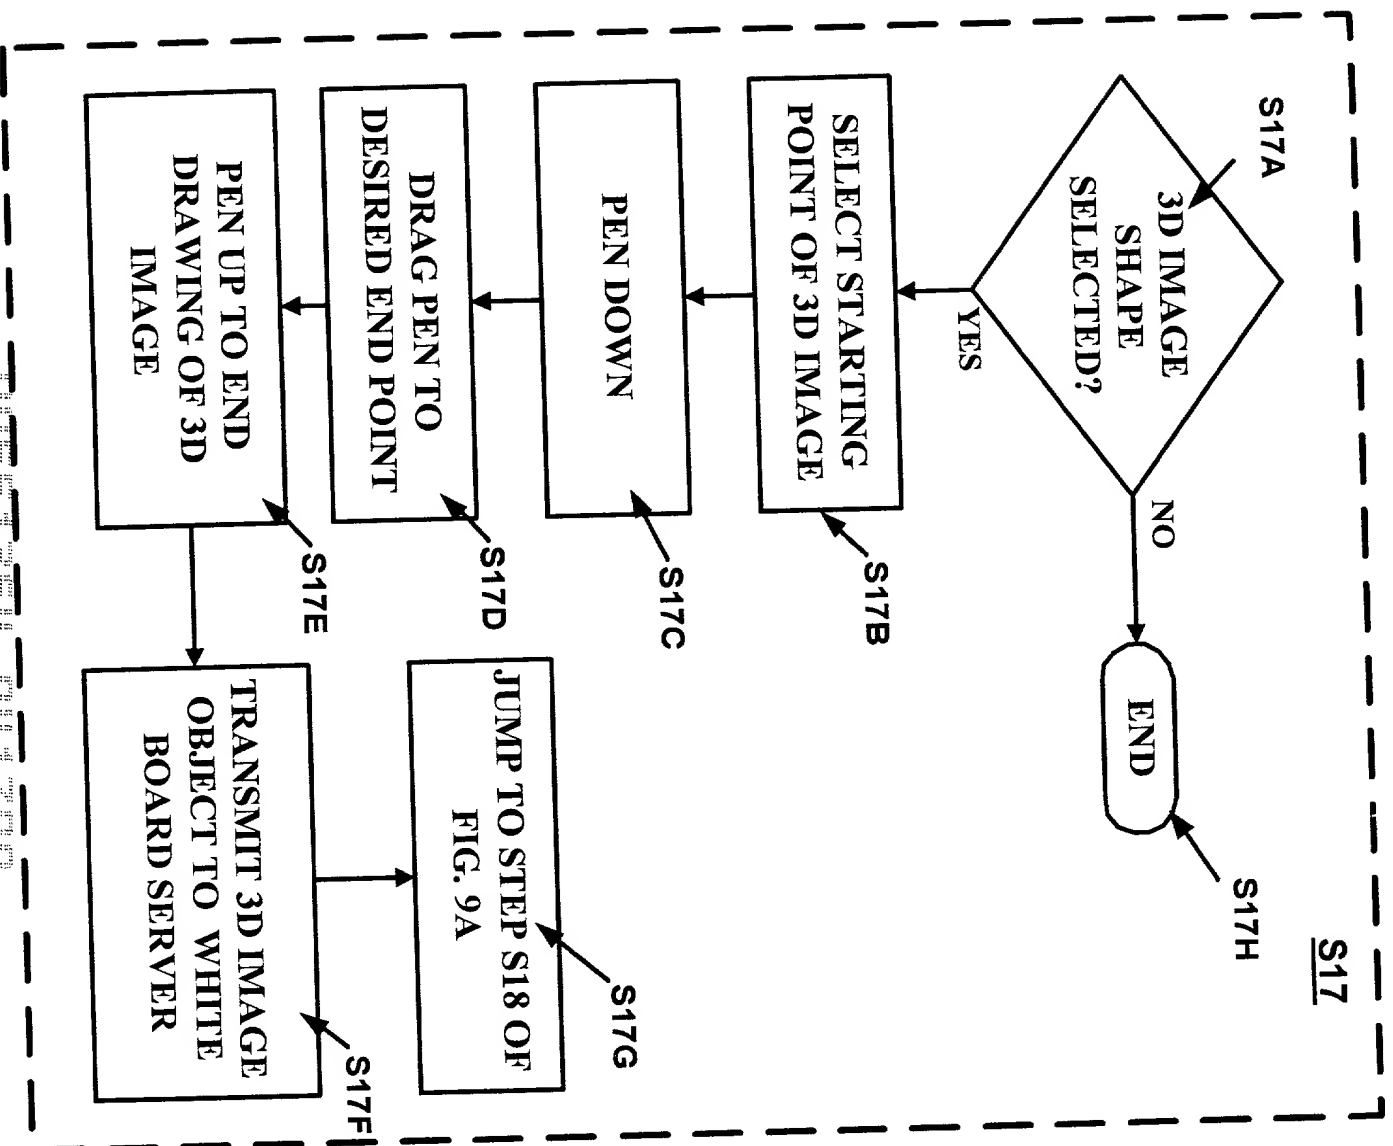 S17
S17A
3D IMAGE
SHAPE
SELECTED?
NO
END
S17H
YES
SELECT STARTING
POINT OF 3D IMAGE
S17B
PEN DOWN
S17C
DRAG PEN TO
DESIRED END POINT
S17D
PEN UP TO END
DRAWING OF 3D
IMAGE
S17E
TRANSMIT 3D IMAGE
OBJECT TO WHITE
BOARD SERVER
S17F
JUMP TO STEP S18 OF
FIG. 9A
S17G